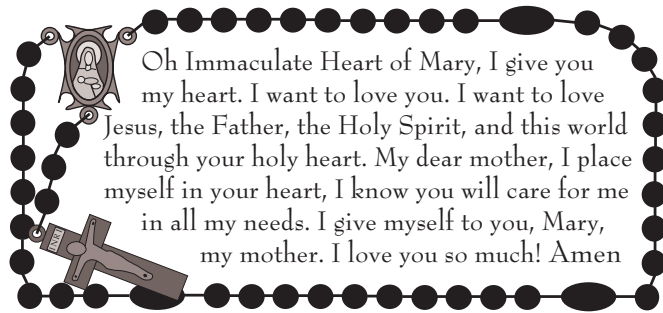 Oh Immaculate Heart of Mary, I give you
my heart. I want to love you. I want to love
Jesus, the Father, the Holy Spirit, and this world
through your holy heart. My dear mother, I place
myself in your heart, I know you will care for me
in all my needs. I give myself to you, Mary,
my mother. I love you so much! Amen
INRI